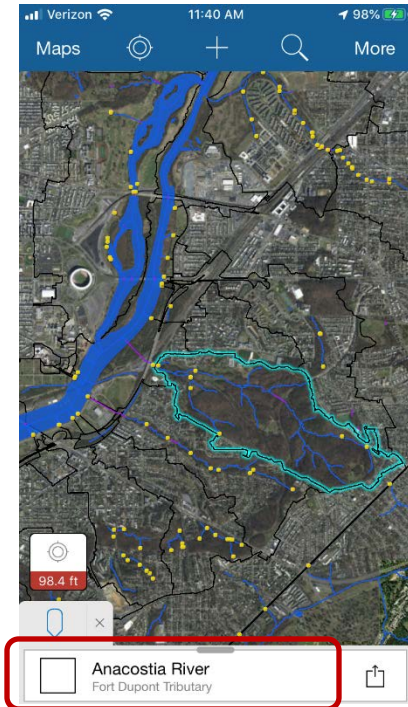 Verizon 11:40 AM 98%
Maps More
98.4 ft
Anacostia River
Fort Dupont Tributary